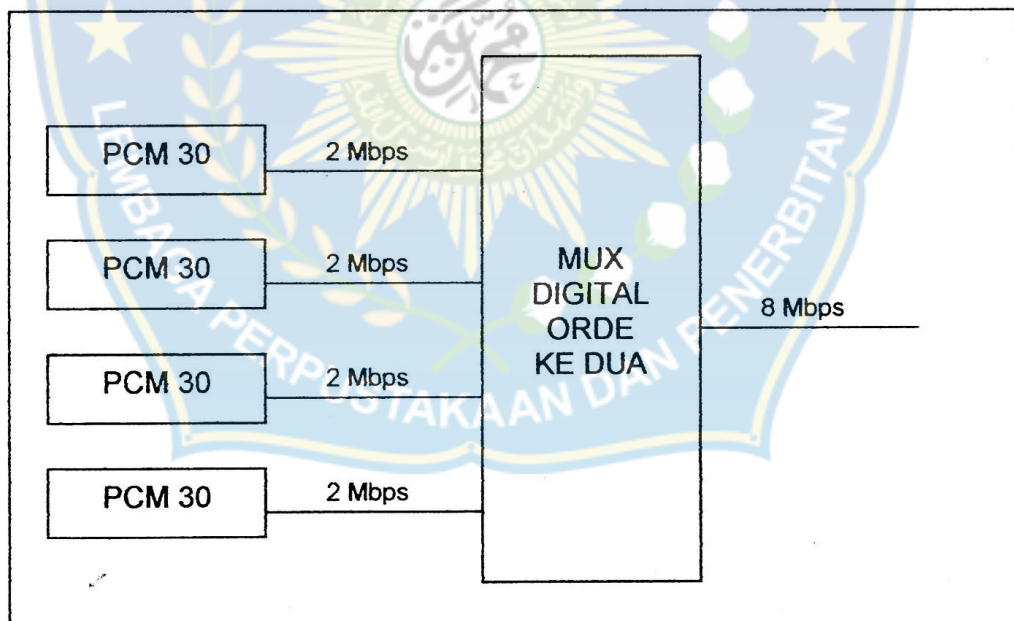 PCM 30
2 Mbps
PCM 30
2 Mbps
PCM 30
2 Mbps
PCM 30
2 Mbps
MUX
DIGITAL
ORDE
KE DUA
8 Mbps
LEMBAGA PERPUSTAKAAN DAN PENERBITAN